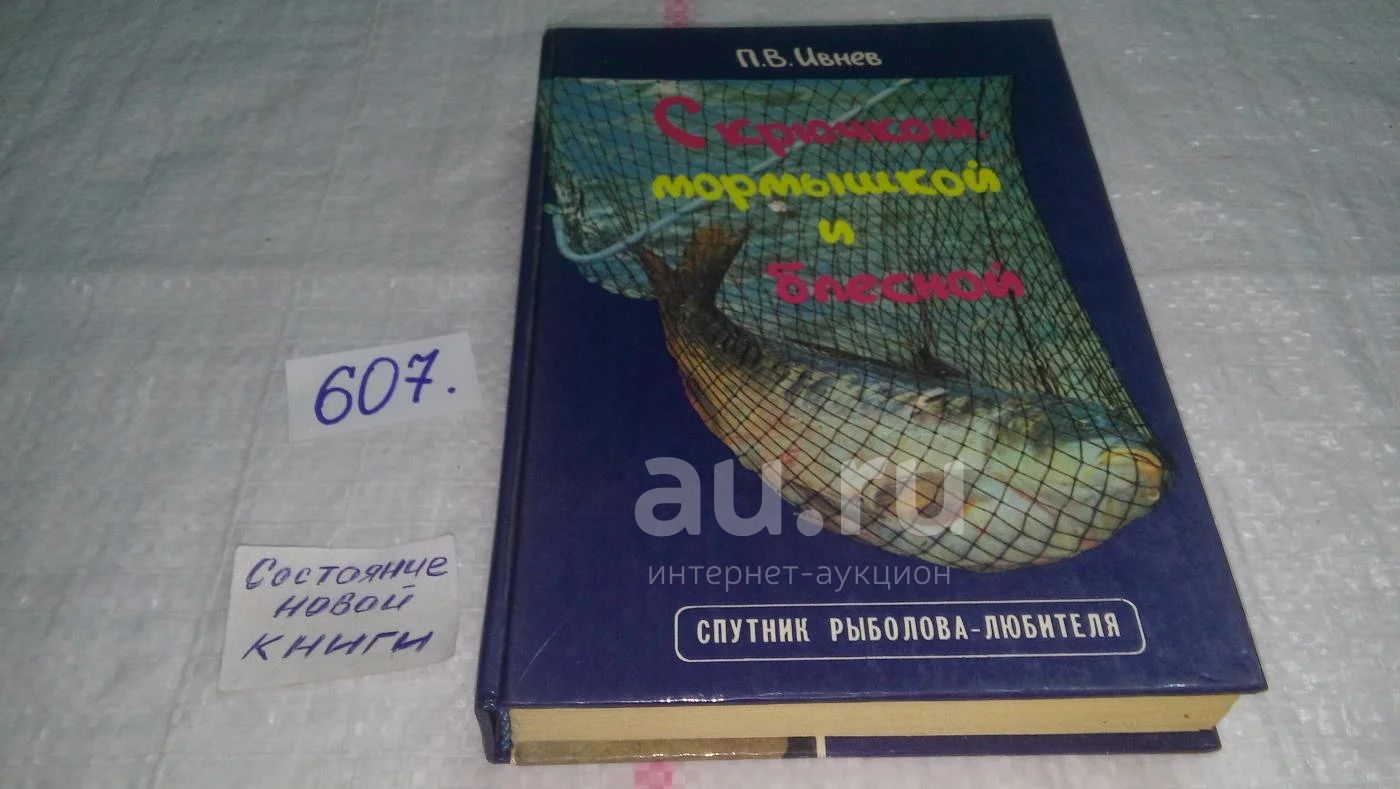 П.В. Ивнев
С крючком,
мормышкой
и
блесной
607.
au.ru
интернет-аукцион
Состояние
новой
книги
СПУТНИК РЫБОЛОВА-ЛЮБИТЕЛЯ